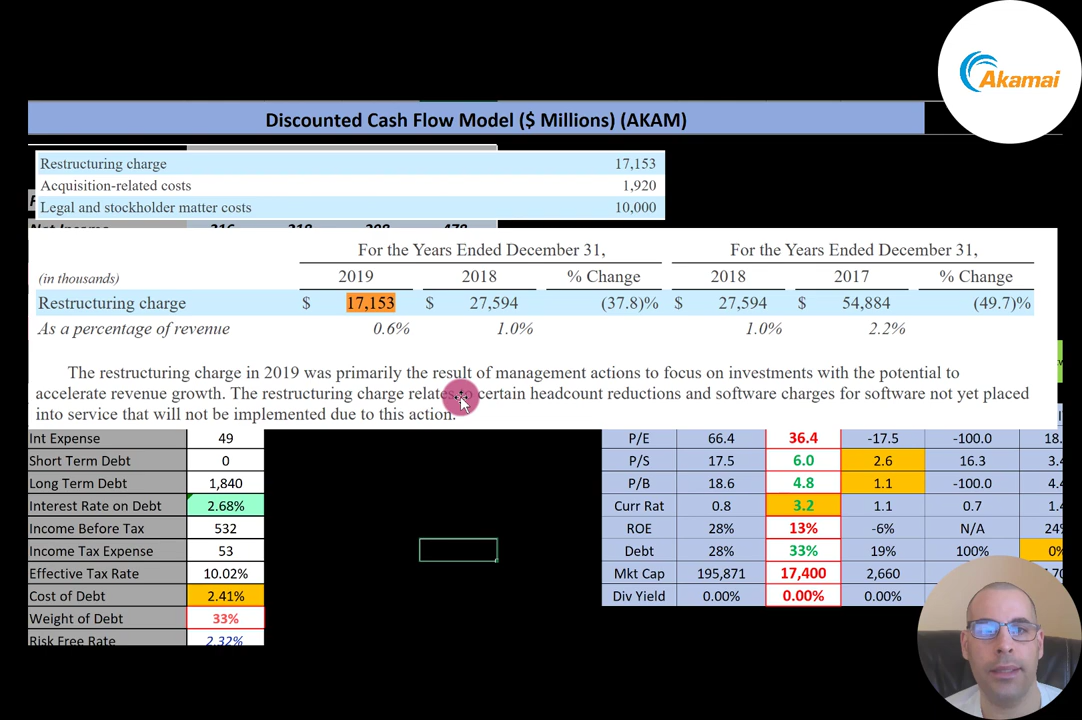 Akamai
Discounted Cash Flow Model ($ Millions) (AKAM)
Restructuring charge 17,153
Acquisition-related costs 1,920
Legal and stockholder matter costs 10,000
For the Years Ended December 31, For the Years Ended December 31,
(in thousands) 2019 2018 % Change 2018 2017 % Change
Restructuring charge $ 17,153 $ 27,594 (37.8)% $ 27,594 $ 54,884 (49.7)%
As a percentage of revenue 0.6% 1.0% 1.0% 2.2%
The restructuring charge in 2019 was primarily the result of management actions to focus on investments with the potential to
accelerate revenue growth. The restructuring charge relates to certain headcount reductions and software charges for software not yet placed
into service that will not be implemented due to this action.
Int Expense 49 P/E 66.4 36.4 -17.5 -100.0 18.
Short Term Debt 0 P/S 17.5 6.0 2.6 16.3 3.4
Long Term Debt 1,840 P/B 18.6 4.8 1.1 -100.0 4.4
Interest Rate on Debt 2.68% Curr Rat 0.8 3.2 1.1 0.7 1.4
Income Before Tax 532 ROE 28% 13% -6% N/A 24%
Income Tax Expense 53 Debt 28% 33% 19% 100% 0%
Effective Tax Rate 10.02% Mkt Cap 195,871 17,400 2,660
Cost of Debt 2.41% Div Yield 0.00% 0.00% 0.00%
Weight of Debt 33%
Risk Free Rate 2.32%